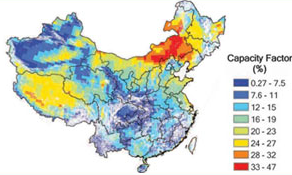 Capacity Factor
(%)
0.27 - 7.5
7.6 - 11
12 - 15
16 - 19
20 - 23
24 - 27
28 - 32
33 - 47